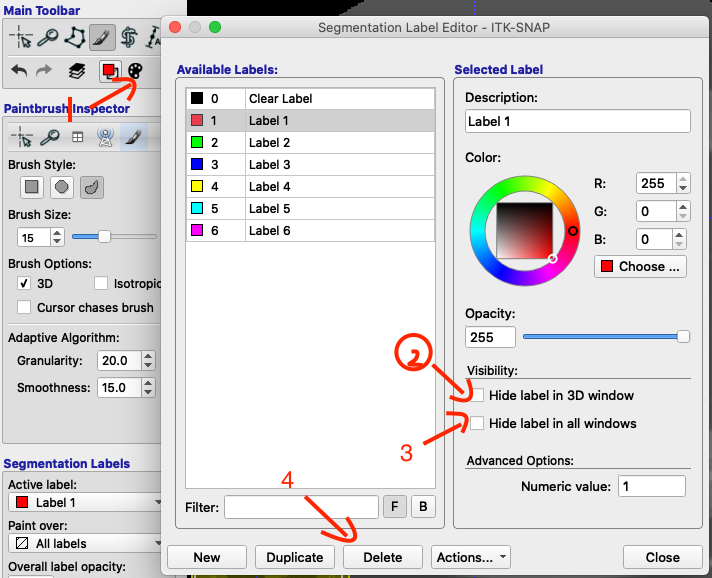 Main Toolbar
Segmentation Label Editor - ITK-SNAP
1
Paintbrush Inspector
Brush Style:
Brush Size:
15
Brush Options:
3D
Isotropic
Cursor chases brush
Adaptive Algorithm:
Granularity: 20.0
Smoothness: 15.0
Segmentation Labels
Active label:
Label 1
Paint over:
All labels
Overall label opacity:
Available Labels:
0 Clear Label
1 Label 1
2 Label 2
3 Label 3
4 Label 4
5 Label 5
6 Label 6
Filter:
F
B
4
New
Duplicate
Delete
Actions...
Close
Selected Label
Description:
Label 1
Color:
R: 255
G: 0
B: 0
Choose ...
Opacity:
255
2
Visibility:
Hide label in 3D window
3
Hide label in all windows
Advanced Options:
Numeric value: 1